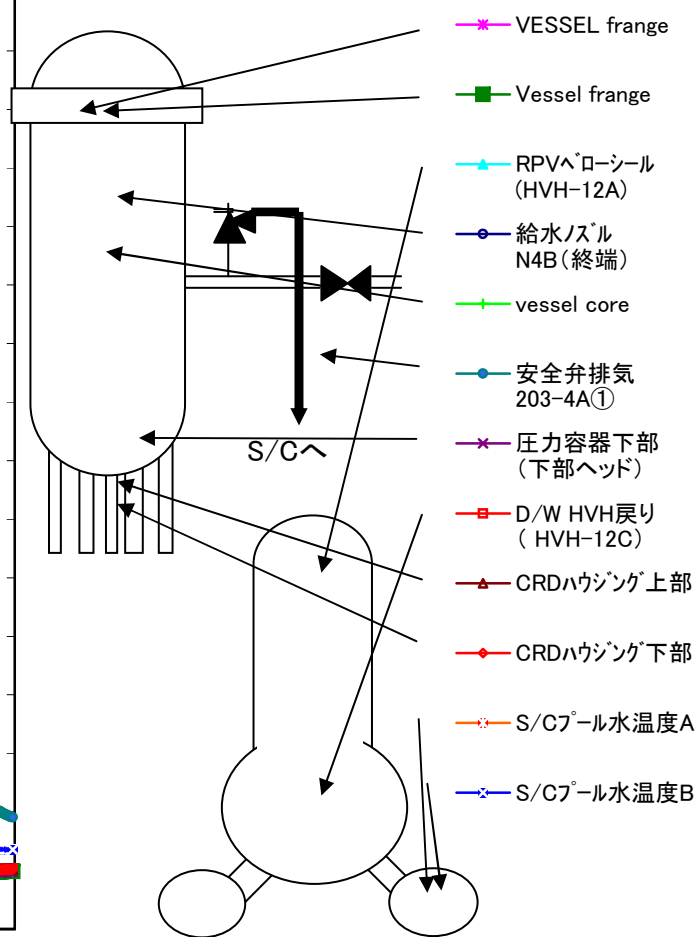 VESSEL frange
Vessel frange
RPVベローシール
(HVH-12A)
給水ノズル
N4B(終端)
vessel core
安全弁排気
203-4A①
圧力容器下部
(下部ヘッド)
D/W HVH戻り
( HVH-12C)
CRDハウジング上部
CRDハウジング下部
S/Cプール水温度A
S/Cプール水温度B
S/Cへ